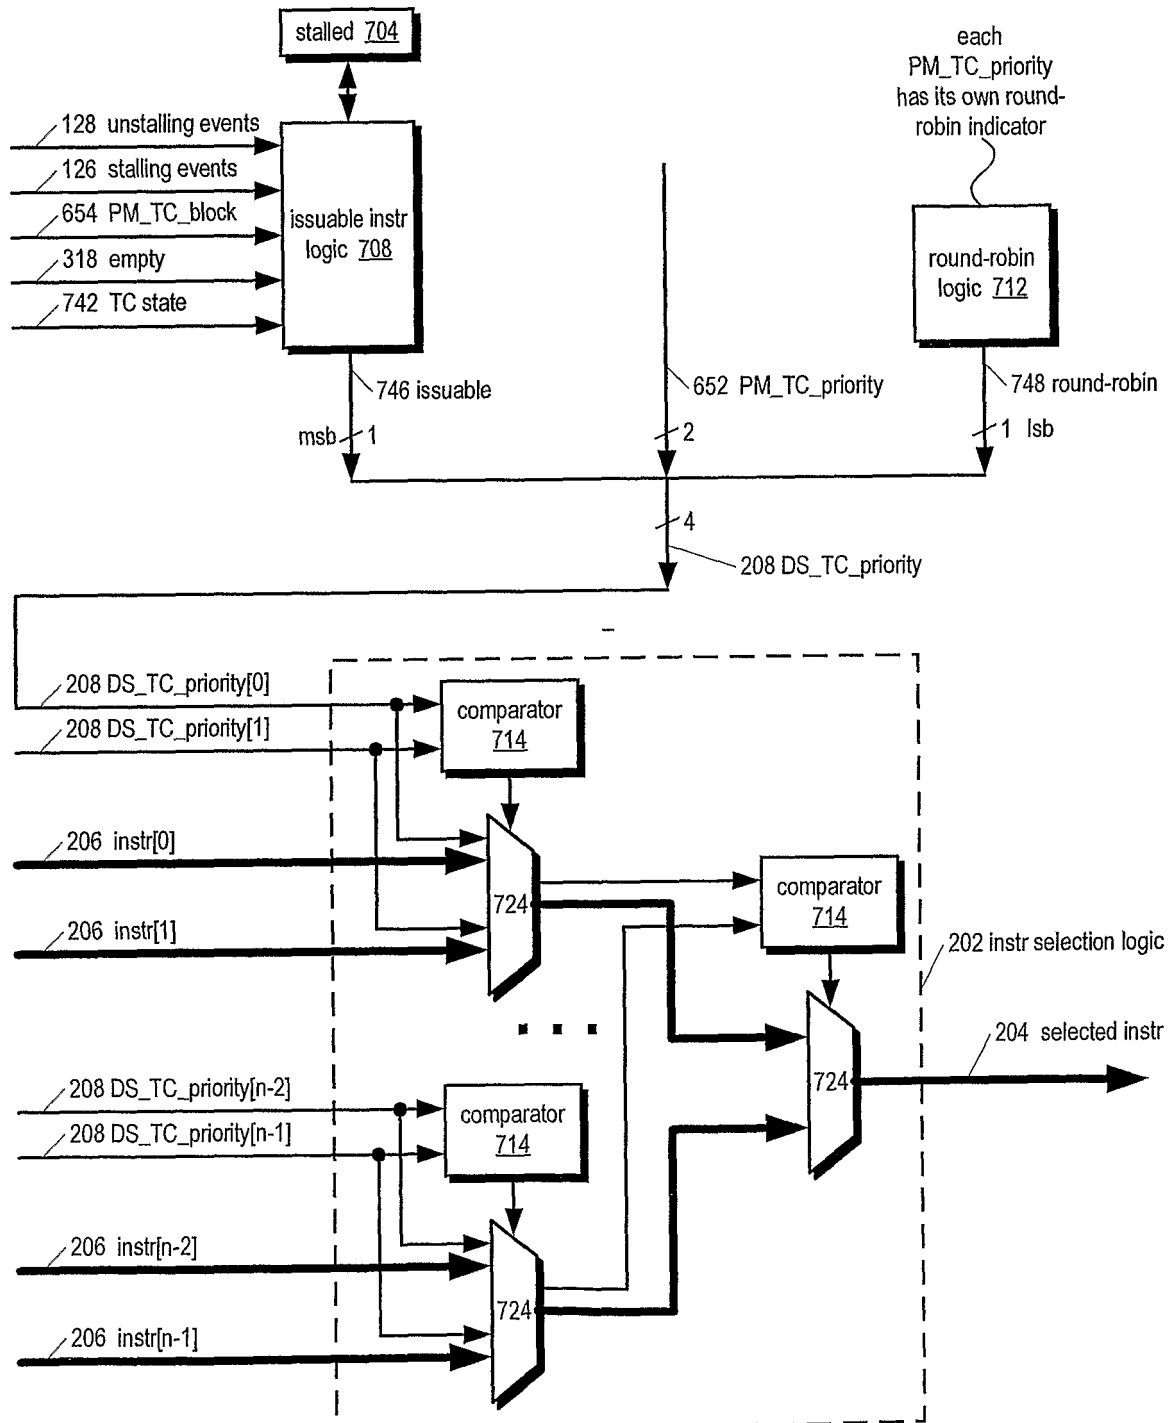 stalled 704
each
PM_TC_priority
has its own round-
robin indicator
128 unstalling events
126 stalling events
654 PM_TC_block
318 empty
742 TC state
issuable instr
logic 708
round-robin
logic 712
746 issuable
652 PM_TC_priority
748 round-robin
msb 1
2
1 lsb
4
208 DS_TC_priority
208 DS_TC_priority[0]
208 DS_TC_priority[1]
comparator
714
206 instr[0]
206 instr[1]
724
comparator
714
202 instr selection logic
204 selected instr
724
208 DS_TC_priority[n-2]
208 DS_TC_priority[n-1]
comparator
714
206 instr[n-2]
206 instr[n-1]
724